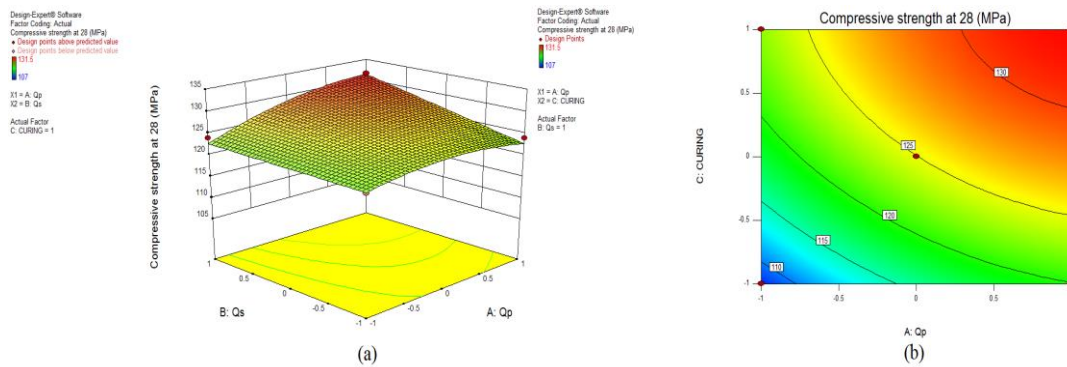 Design-Expert® Software
Factor Coding: Actual
Compressive strength at 28 (MPa)
Design points above predicted value
Design points below predicted value
131.5
107
X1 = A: Qp
X2 = B: Qs
Actual Factor
C: CURING = 1
Compressive strength at 28 (MPa)
135
130
125
120
115
110
105
1
0.5
0
-0.5
-1
B: Qs
-1
-0.5
0
0.5
1
A: Qp
(a)
Design-Expert® Software
Factor Coding: Actual
Compressive strength at 28 (MPa)
Design Points
131.5
107
X1 = A: Qp
X2 = C: CURING
Actual Factor
B: Qs = 1
Compressive strength at 28 (MPa)
C: CURING
1
0.5
0
-0.5
-1
130
125
120
115
110
-1
-0.5
0
0.5
A: Qp
(b)